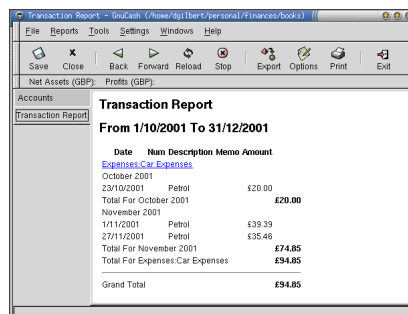 Transaction Report - GnuCash (/home/dgilbert/personal/finances/books)
File Reports Tools Settings Windows Help
Save Close Back Forward Reload Stop Export Options Print Exit
Net Assets (GBP): Profits (GBP):
Accounts
Transaction Report
Transaction Report
From 1/10/2001 To 31/12/2001
Date Num Description Memo Amount
Expenses:Car Expenses
October 2001
23/10/2001 Petrol £20.00
Total For October 2001 £20.00
November 2001
1/11/2001 Petrol £39.39
27/11/2001 Petrol £35.46
Total For November 2001 £74.85
Total For Expenses:Car Expenses £94.85
Grand Total £94.85